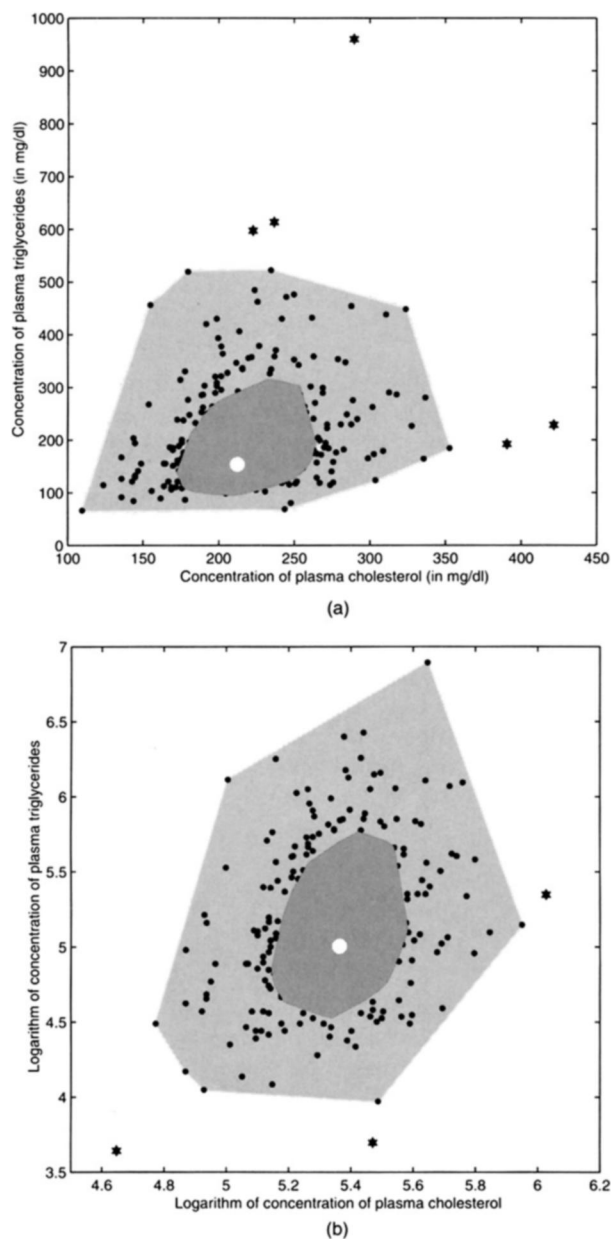 1000
900
800
700
600
500
400
300
200
100
0
Concentration of plasma triglycerides (in mg/dl)
100 150 200 250 300 350 400 450
Concentration of plasma cholesterol (in mg/dl)
(a)
7
6.5
6
5.5
5
4.5
4
3.5
Logarithm of concentration of plasma triglycerides
4.6 4.8 5 5.2 5.4 5.6 5.8 6 6.2
Logarithm of concentration of plasma cholesterol
(b)